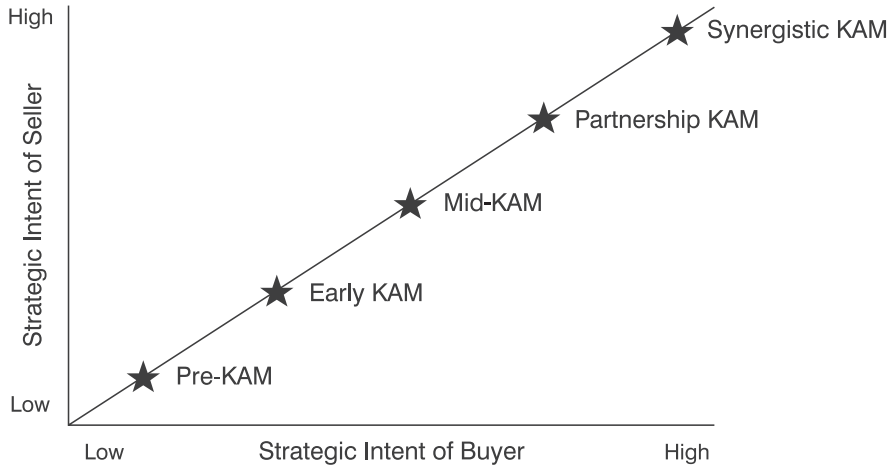 High
Synergistic KAM
Partnership KAM
Strategic Intent of Seller
Mid-KAM
Early KAM
Pre-KAM
Low
Low
Strategic Intent of Buyer
High